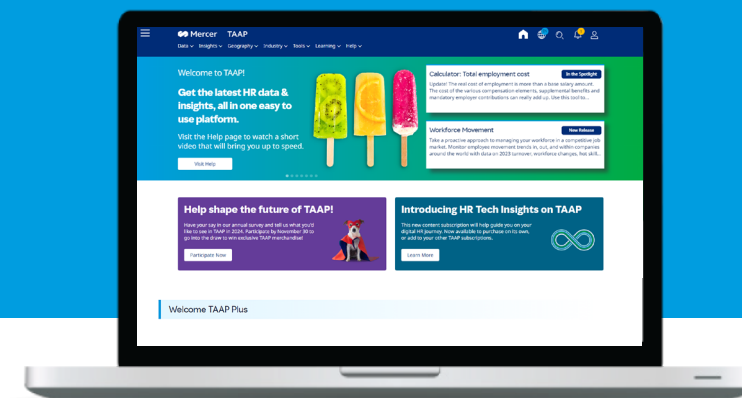 Mercer TAAP
Data Insights Geography Industry Tools Learning Help
Welcome to TAAP!
Get the latest HR data &
insights, all in one easy to
use platform.
Visit the Help page to watch a short
video that will bring you up to speed.
Visit Help
Calculator: Total employment cost
In the Spotlight
Update! The real cost of employment is more than a base salary amount.
The cost of the various compensation elements, supplemental benefits and
mandatory employer contributions can really add up. Use this tool to...
Workforce Movement
New Release
Take a proactive approach to managing your workforce in a competitive job
market. Monitor employee movement trends in, out, and within companies
around the world with data on 2023 turnover, workforce changes, hot skill...
Help shape the future of TAAP!
Have your say in our annual survey and tell us what you'd
like to see in TAAP in 2024. Participate by November 30 to
go into the draw to win exclusive TAAP merchandise!
Participate Now
Introducing HR Tech Insights on TAAP
This new content subscription will help guide you on your
digital HR journey. Now available to purchase on its own,
or add to your other TAAP subscriptions.
Learn More
Welcome TAAP Plus